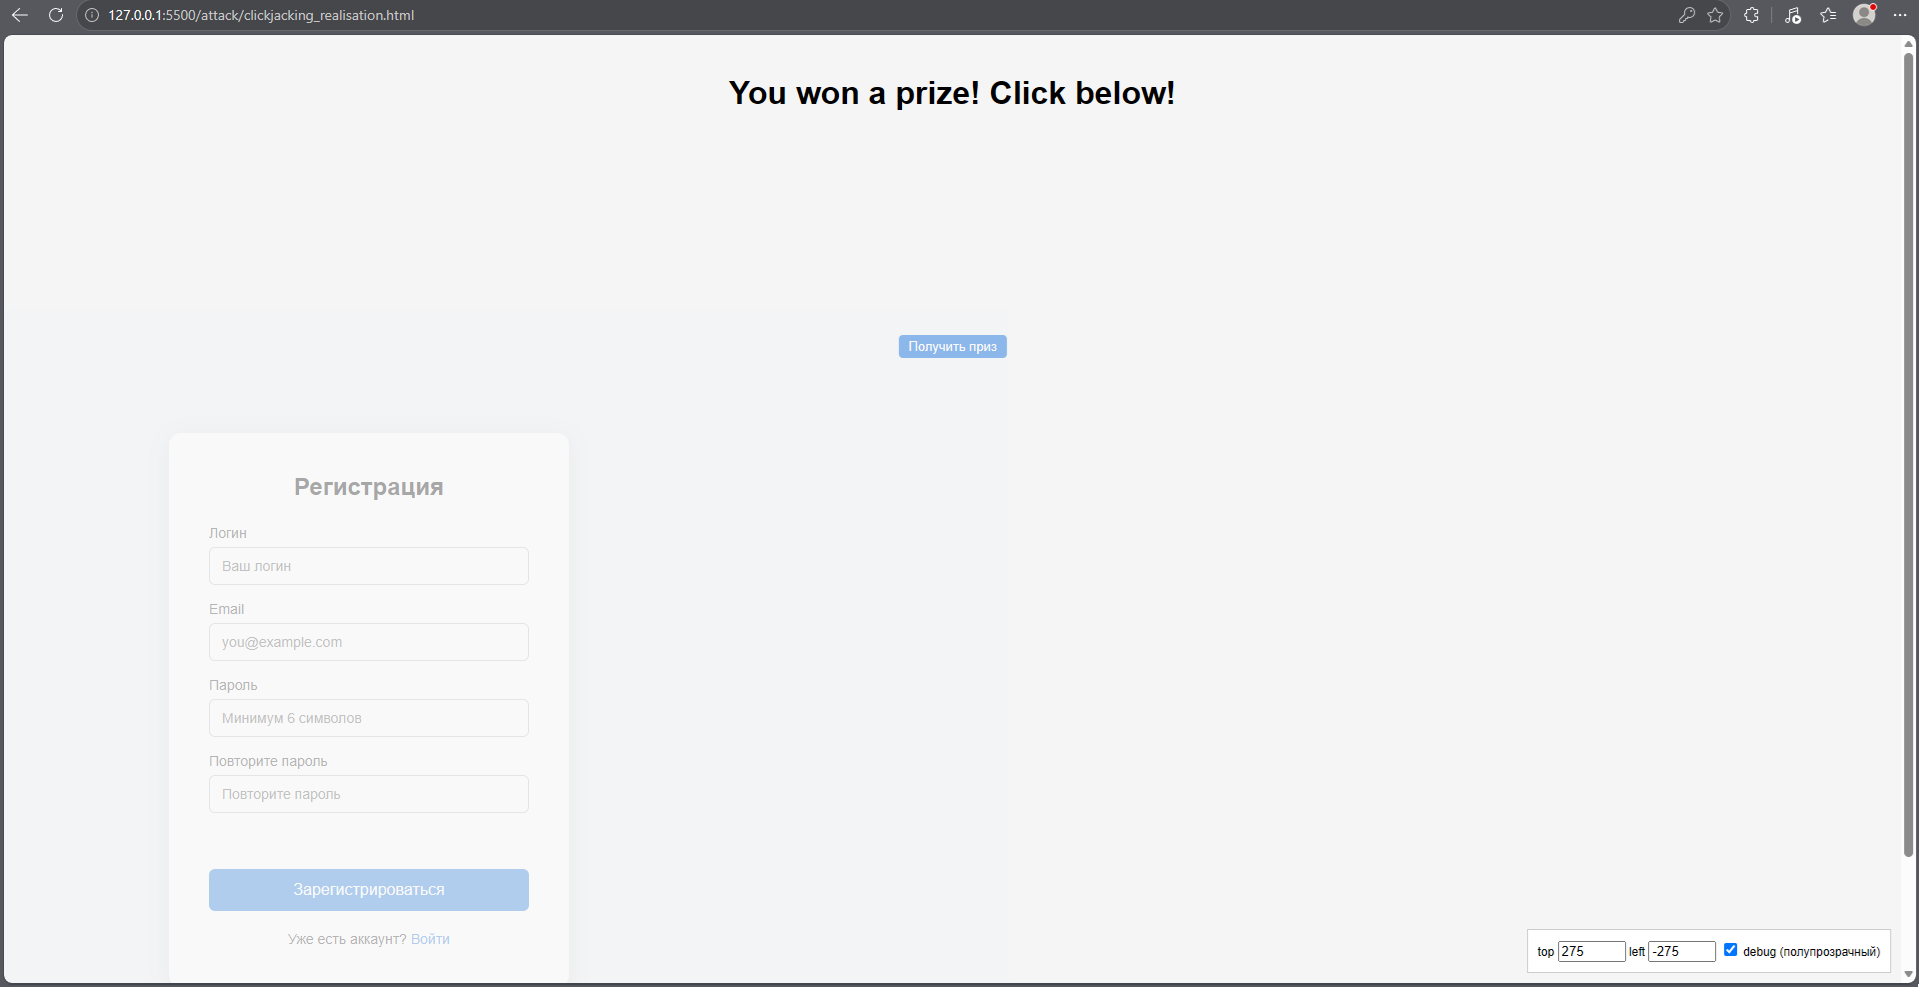 127.0.0.1:5500/attack/clickjacking_realisation.html
You won a prize! Click below!
Получить приз
Регистрация
Логин
Ваш логин
Email
you@example.com
Пароль
Минимум 6 символов
Повторите пароль
Повторите пароль
Зарегистрироваться
Уже есть аккаунт? Войти
top 275 left -275 debug (полупрозрачный)